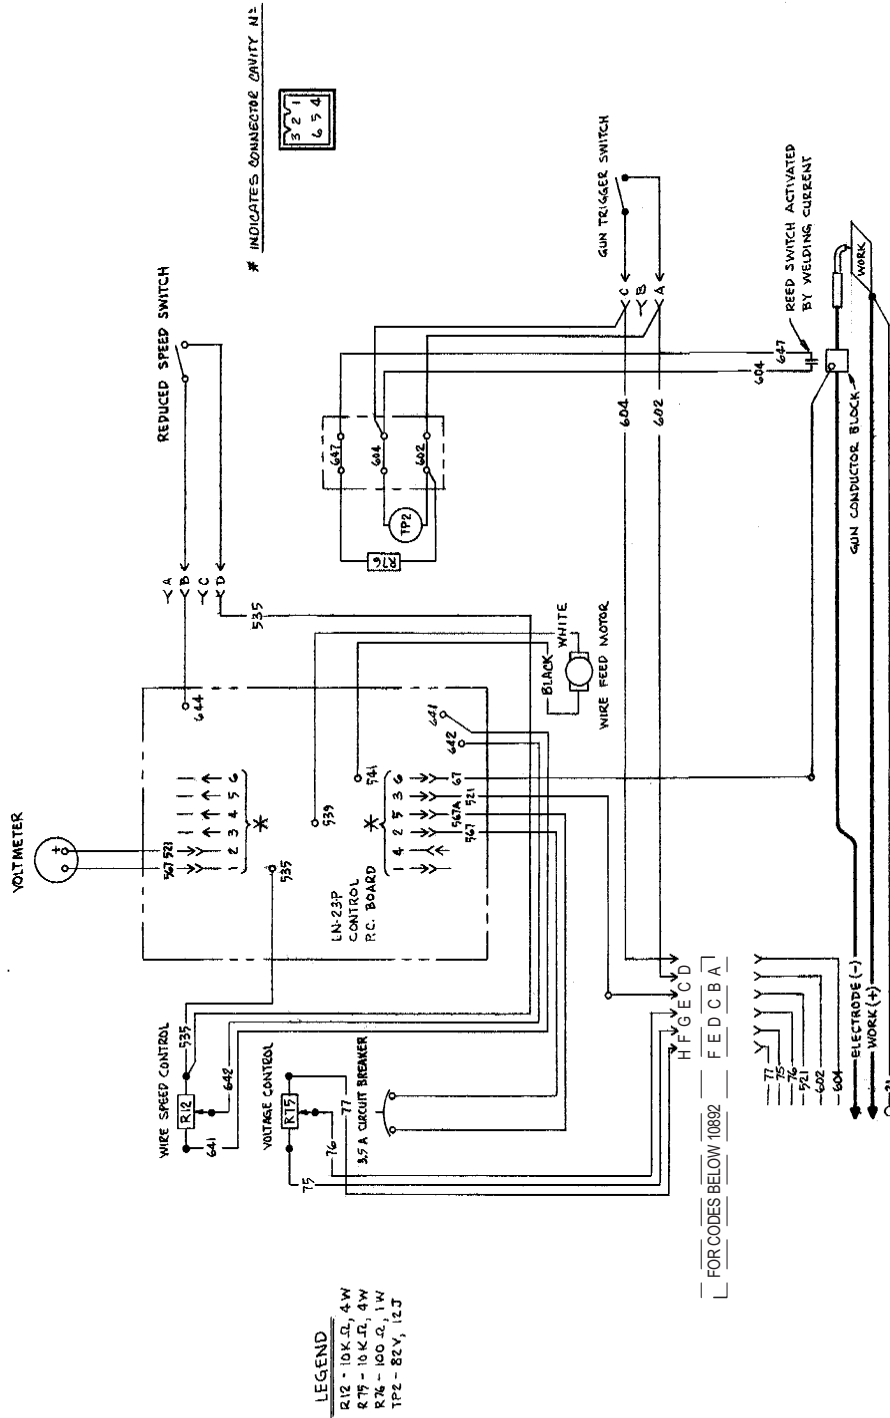 VOLTMETER
+
567 521
REDUCED SPEED SWITCH
* INDICATES CONNECTOR CAVITY Nº
3 2 1
6 5 4
WIRE SPEED CONTROL
535
R12
641
642
1 2 3 4 5 6
*
535
644
A
B
C
D
535
VOLTAGE CONTROL
R75
75
76
77
3.5 A CIRCUIT BREAKER
LEGEND
R12 - 10K Ω, 4W
R75 - 10K Ω, 4W
R76 - 100 Ω, 1W
TP2 - 82V, 12J
LN-23P
CONTROL
P.C. BOARD
539
541
*
1 4 2 5 3 6
567
567A
521
67
642
641
BLACK
WHITE
WIRE FEED MOTOR
647
604
602
R76
TP2
GUN TRIGGER SWITCH
C
B
A
604
602
H F G E C D
F E D C B A
FOR CODES BELOW 10892
77
75
76
521
602
604
604
647
REED SWITCH ACTIVATED
BY WELDING CURRENT
GUN CONDUCTOR BLOCK
WORK
ELECTRODE (-)
WORK (+)
21